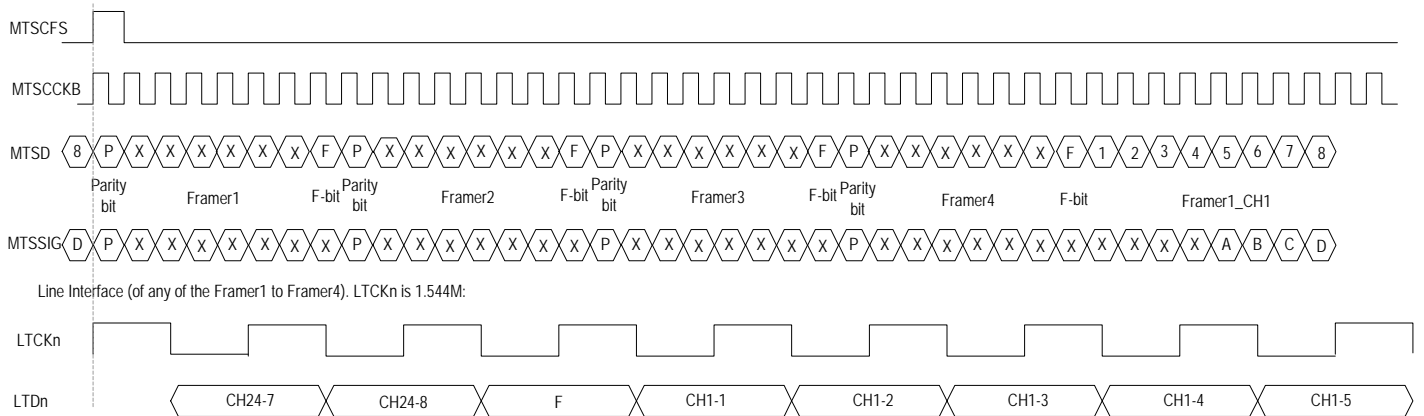 MTSCFS
MTSCCKB
MTSD 8 P X X X X X X F P X X X X X X F P X X X X X X F P X X X X X X F 1 2 3 4 5 6 7 8
Parity bit Framer1 F-bit Parity bit Framer2 F-bit Parity bit Framer3 F-bit Parity bit Framer4 F-bit Framer1_CH1
MTSSIG D P X X X X X X X P X X X X X X X P X X X X X X X P X X X X X X X X X X X A B C D
Line Interface (of any of the Framer1 to Framer4). LTCKn is 1.544M:
LTCKn
LTDn CH24-7 CH24-8 F CH1-1 CH1-2 CH1-3 CH1-4 CH1-5